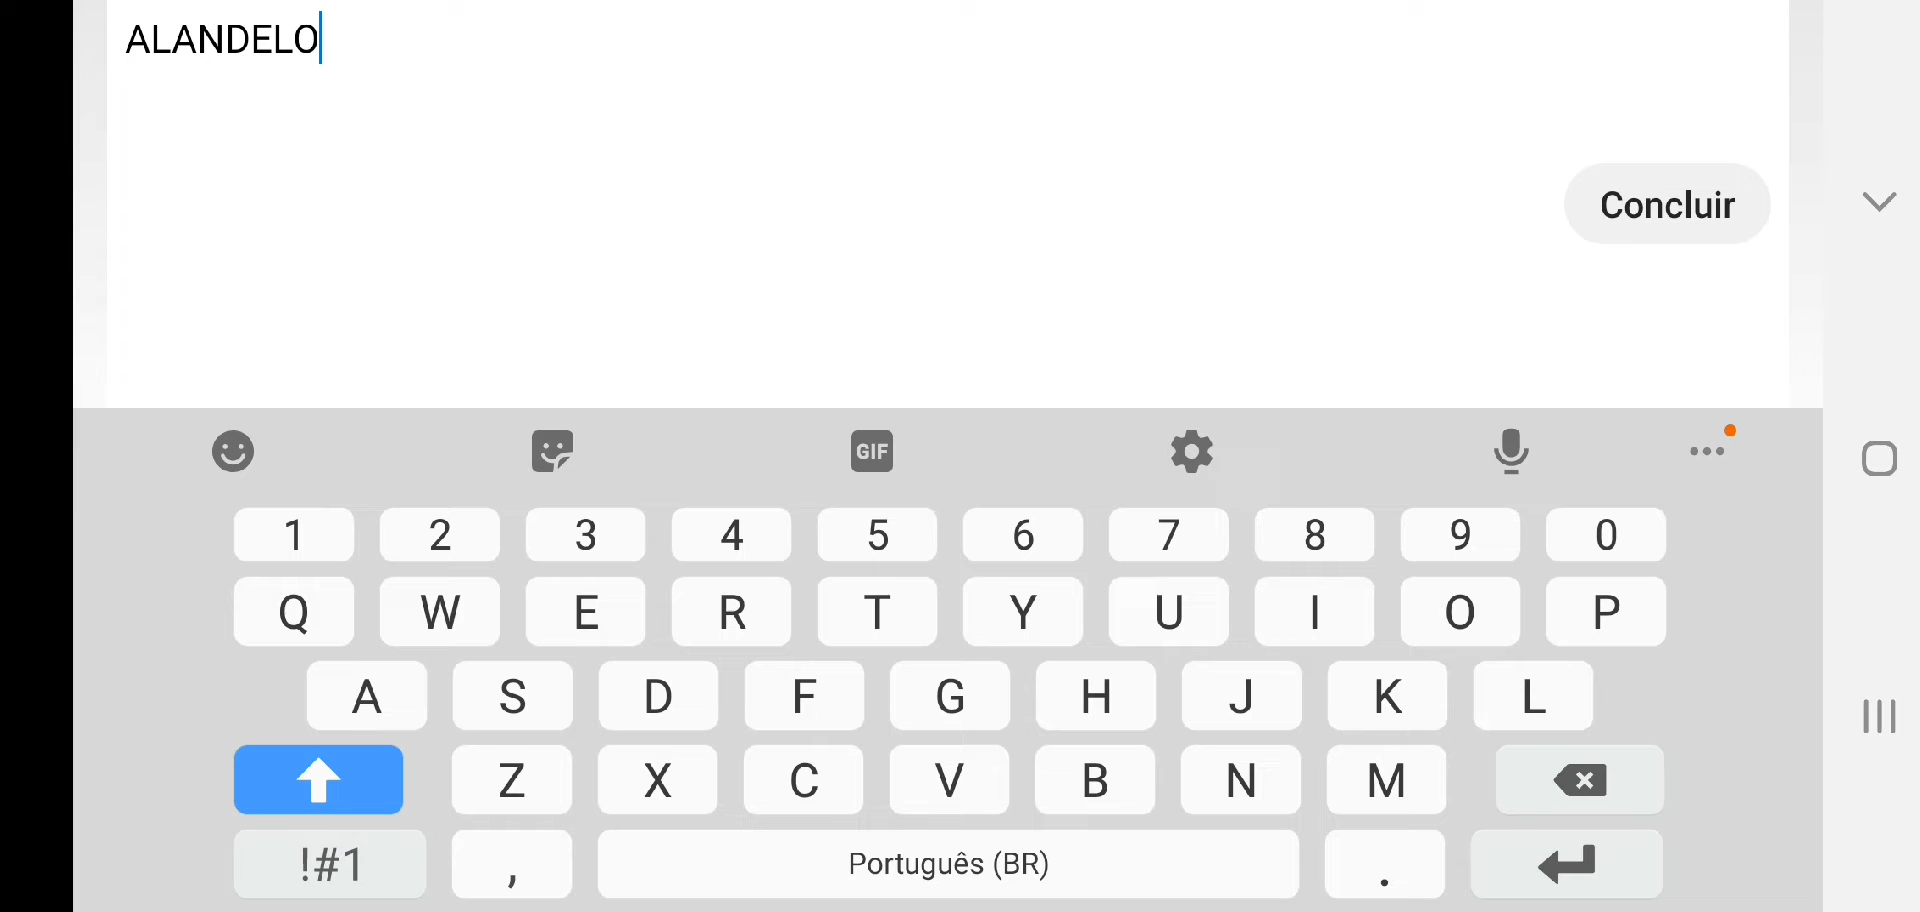 ALANDELO
Concluir
GIF
1 2 3 4 5 6 7 8 9 0
Q W E R T Y U I O P
A S D F G H J K L
Z X C V B N M
!#1 , Português (BR) .